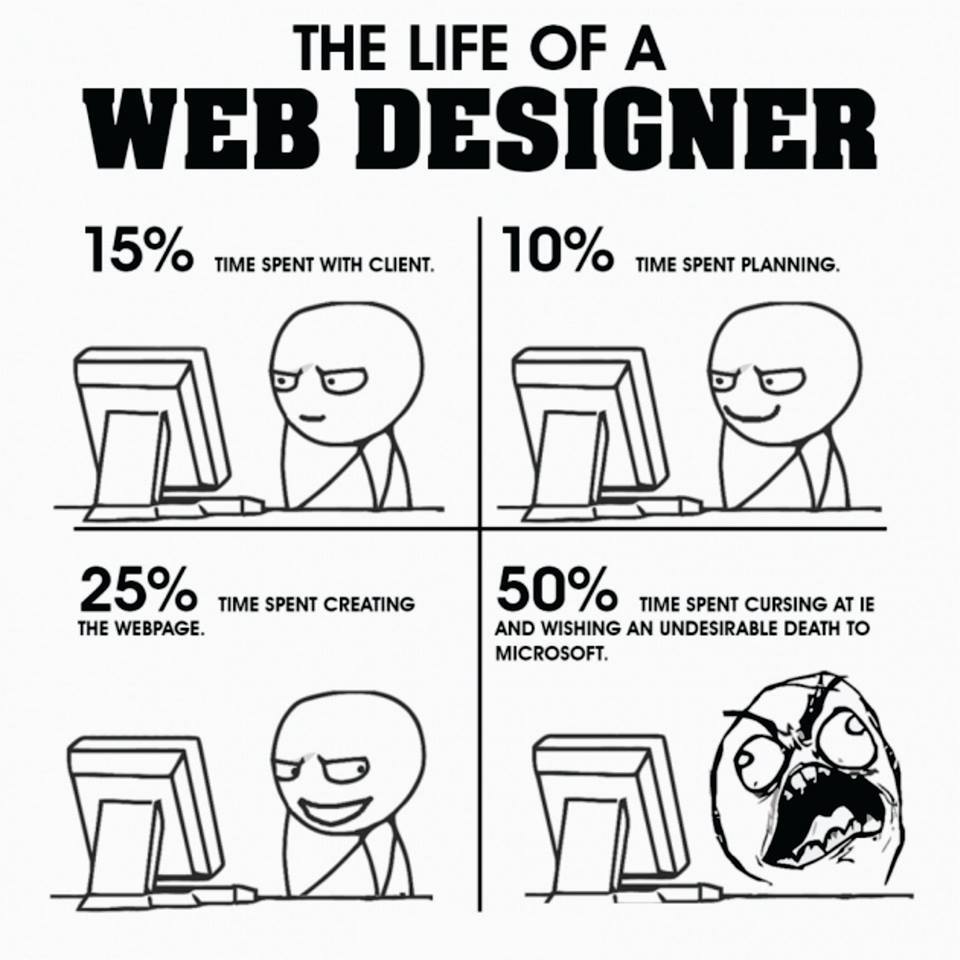 THE LIFE OF A
WEB DESIGNER
15% TIME SPENT WITH CLIENT.
10% TIME SPENT PLANNING.
25% TIME SPENT CREATING
THE WEBPAGE.
50% TIME SPENT CURSING AT IE
AND WISHING AN UNDESIRABLE DEATH TO
MICROSOFT.